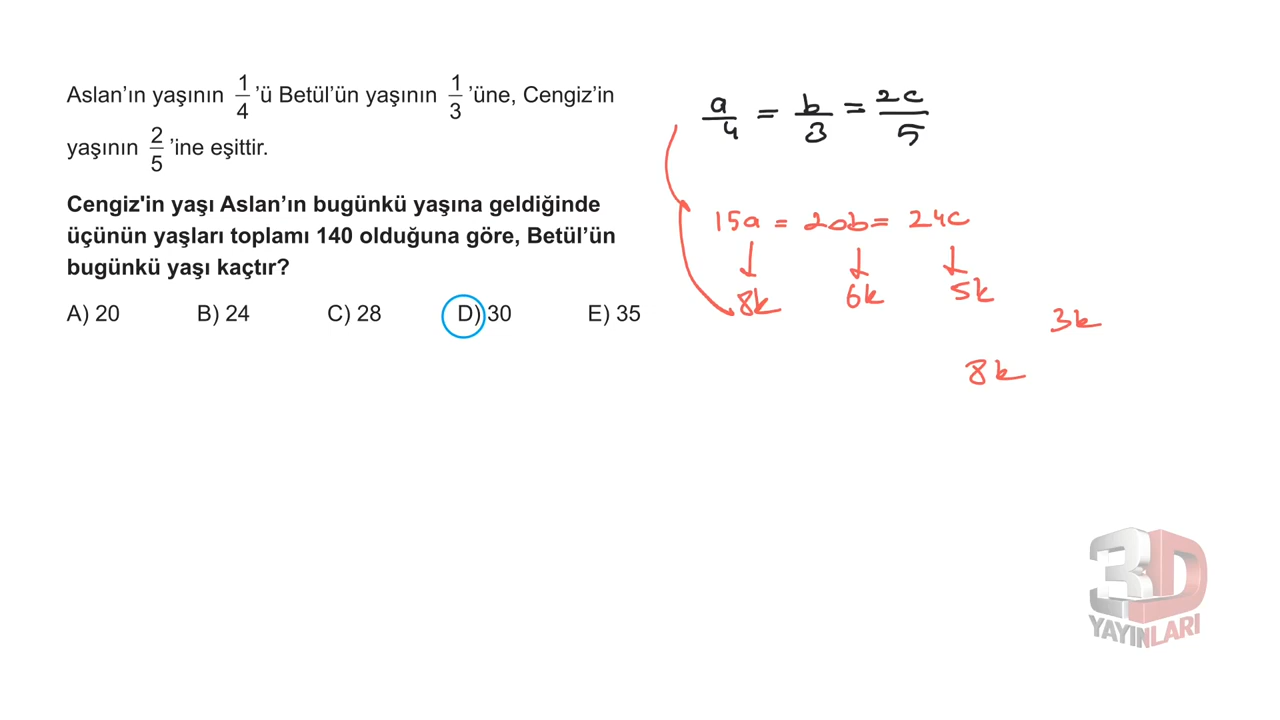 Aslan’ın yaşının 1/4 ’ü Betül’ün yaşının 1/3 ’üne, Cengiz’in
yaşının 2/5 ’ine eşittir.
Cengiz'in yaşı Aslan’ın bugünkü yaşına geldiğinde
üçünün yaşları toplamı 140 olduğuna göre, Betül’ün
bugünkü yaşı kaçtır?
A) 20 B) 24 C) 28 D) 30 E) 35
a/4 = b/3 = 2c/5
15a = 20b = 24c
8k 6k 5k
3k
8k
3D
YAYINLARI